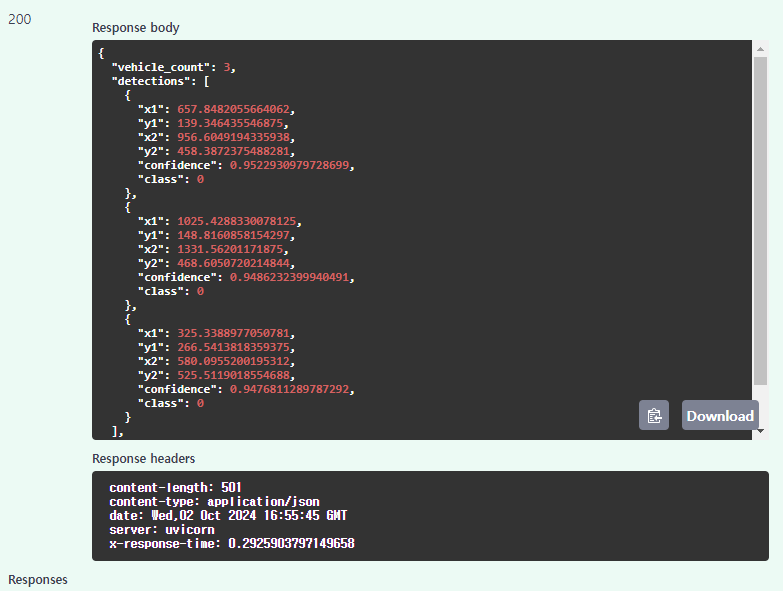 200
Response body
{
"vehicle_count": 3,
"detections": [
{
"x1": 657.8482055664062,
"y1": 139.346435546875,
"x2": 956.6049194335938,
"y2": 458.3872375488281,
"confidence": 0.9522930979728699,
"class": 0
},
{
"x1": 1025.4288330078125,
"y1": 148.8160858154297,
"x2": 1331.56201171875,
"y2": 468.6050720214844,
"confidence": 0.9486232399940491,
"class": 0
},
{
"x1": 325.3388977050781,
"y1": 266.5413818359375,
"x2": 580.0955200195312,
"y2": 525.5119018554688,
"confidence": 0.9476811289787292,
"class": 0
}
],
Download
Response headers
content-length: 501
content-type: application/json
date: Wed,02 Oct 2024 16:55:45 GMT
server: uvicorn
x-response-time: 0.2925903797149658
Responses